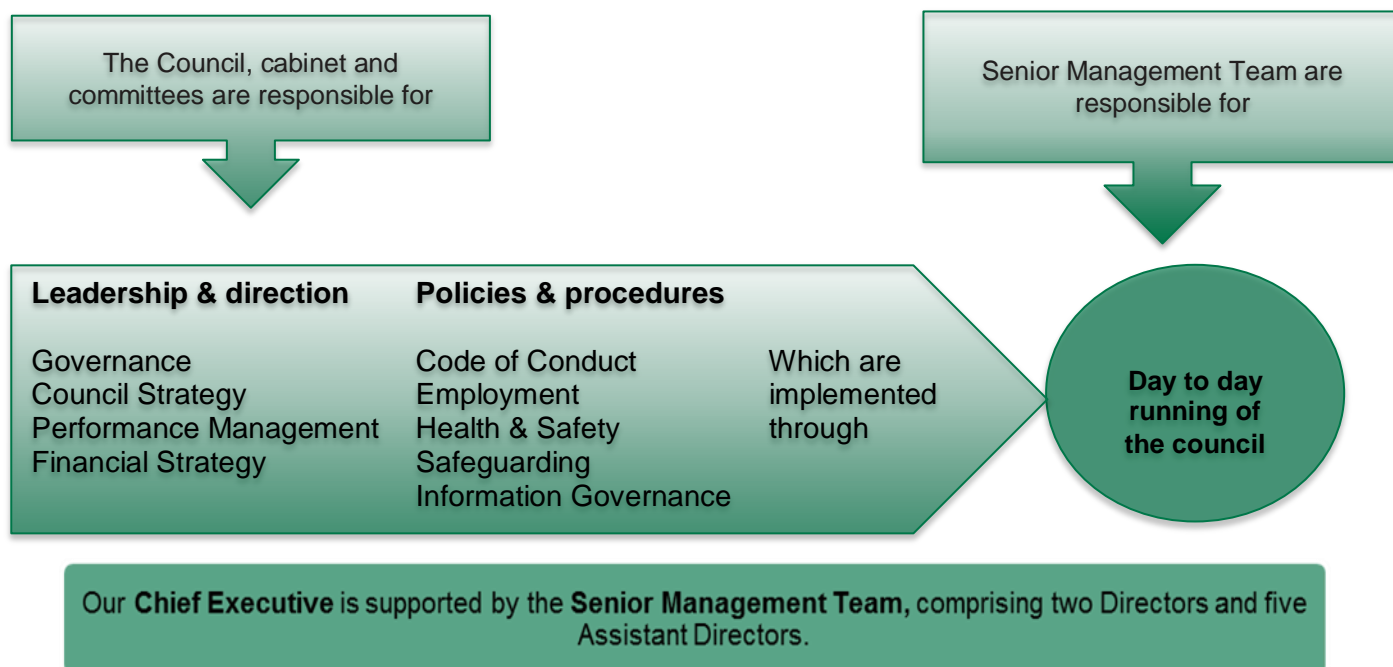 The Council, cabinet and
committees are responsible for
Senior Management Team are
responsible for
Leadership & direction
Governance
Council Strategy
Performance Management
Financial Strategy
Policies & procedures
Code of Conduct
Employment
Health & Safety
Safeguarding
Information Governance
Which are
implemented
through
Day to day
running of
the council
Our Chief Executive is supported by the Senior Management Team, comprising two Directors and five
Assistant Directors.